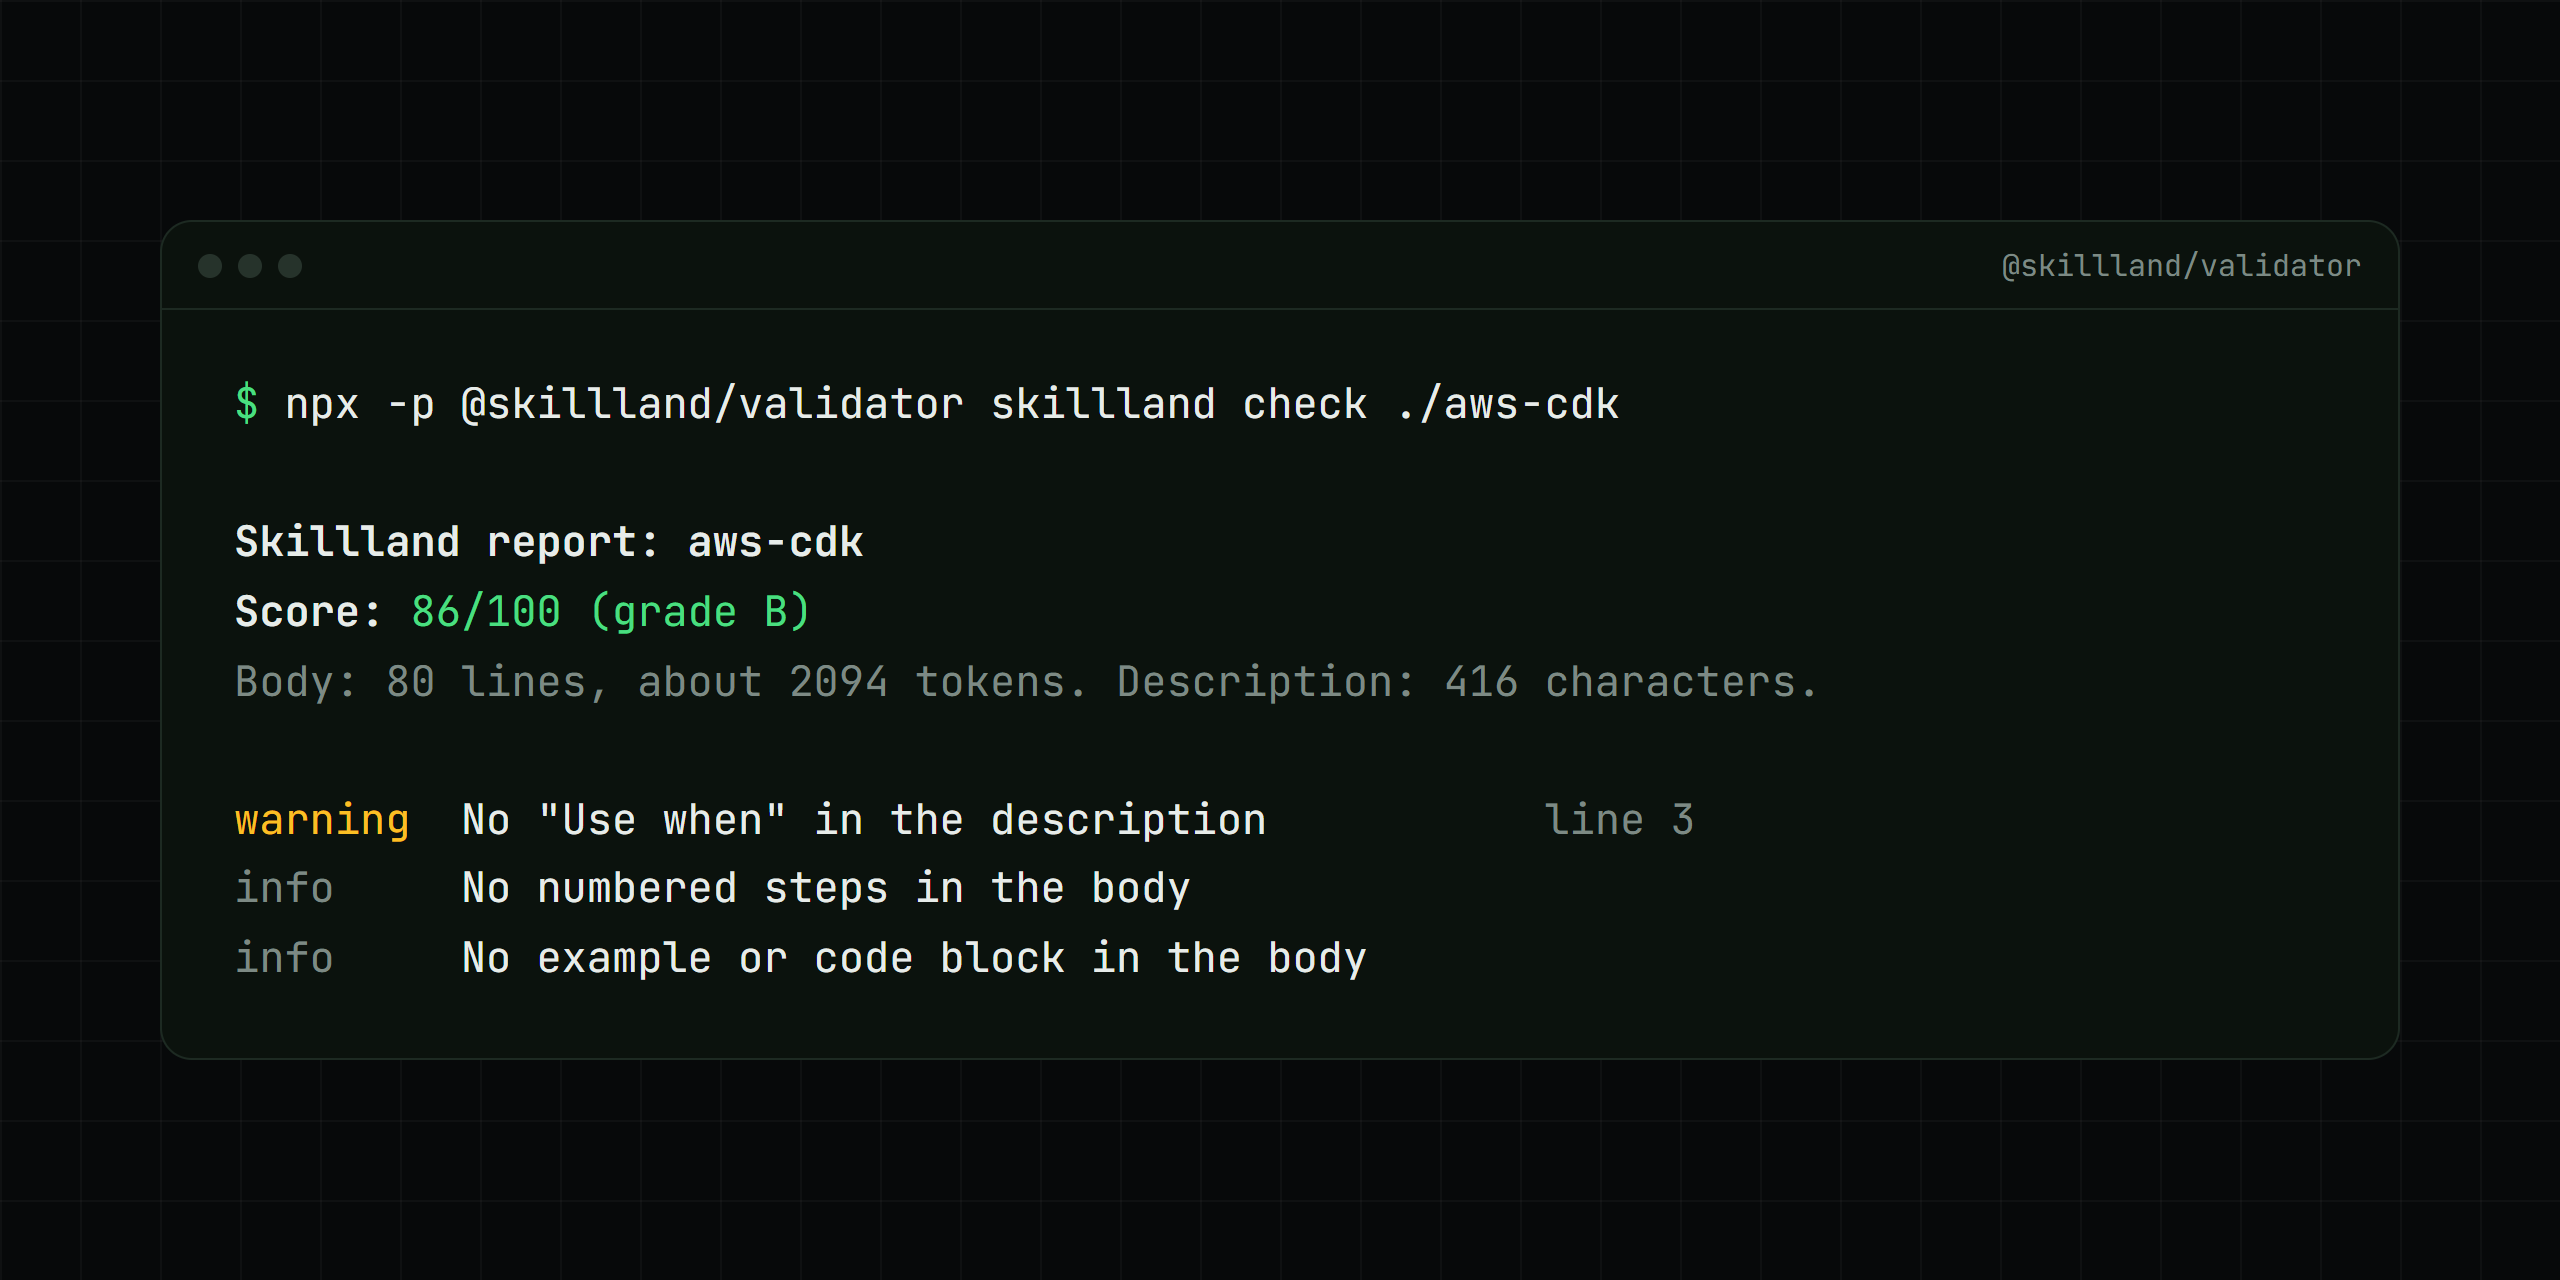 @skillland/validator
$ npx -p @skillland/validator skillland check ./aws-cdk
Skillland report: aws-cdk
Score: 86/100 (grade B)
Body: 80 lines, about 2094 tokens. Description: 416 characters.
warning No "Use when" in the description line 3
info No numbered steps in the body
info No example or code block in the body